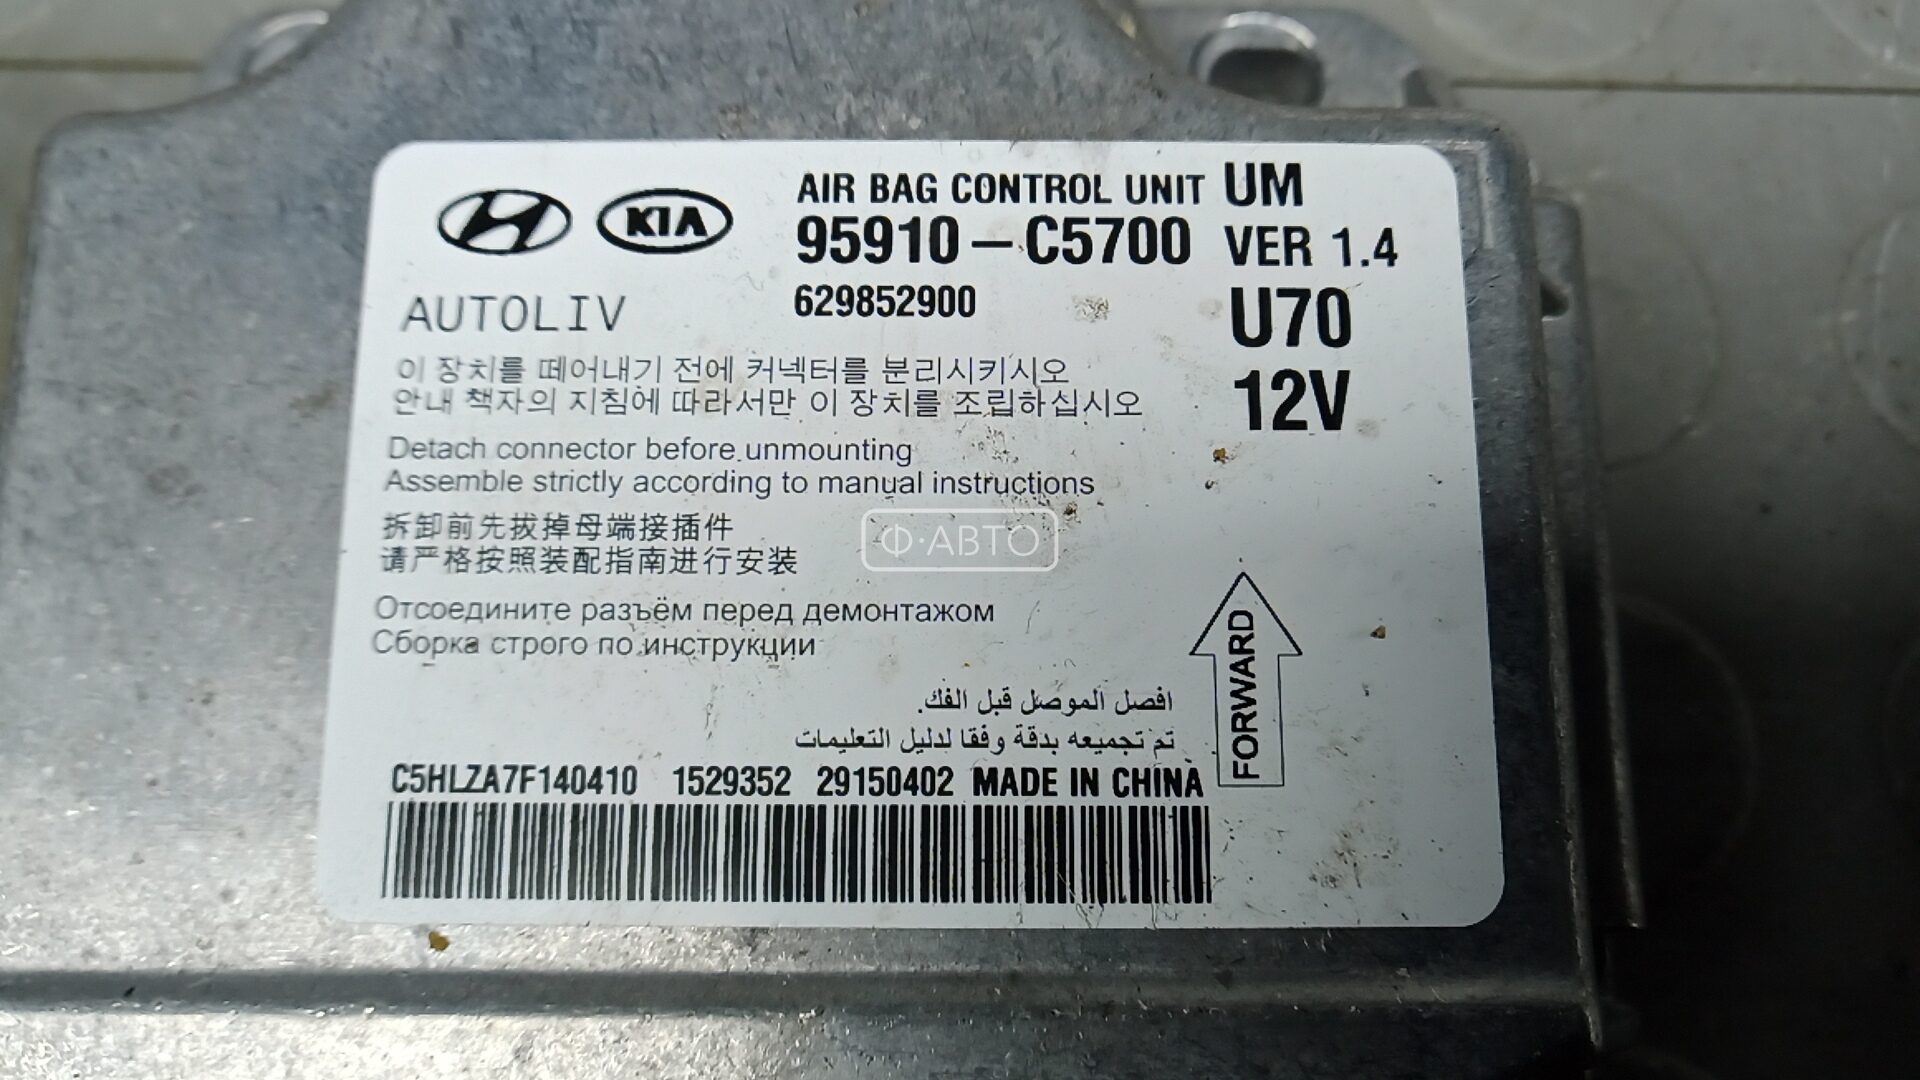 KIA
AIR BAG CONTROL UNIT UM
95910-C5700 VER 1.4
AUTOLIV
629852900
U70
12V
이 장치를 떼어내기 전에 커넥터를 분리시키시오
안내 책자의 지침에 따라서만 이 장치를 조립하십시오
Detach connector before unmounting
Assemble strictly according to manual instructions
拆卸前先拔掉母端接插件
请严格按照装配指南进行安装
Ф·АВТО
Отсоедините разъём перед демонтажом
Сборка строго по инструкции
افصل الموصل قبل الفك.
تم تجميعه بدقة وفقا لدليل التعليمات
FORWARD
C5HLZA7F140410 1529352 29150402 MADE IN CHINA